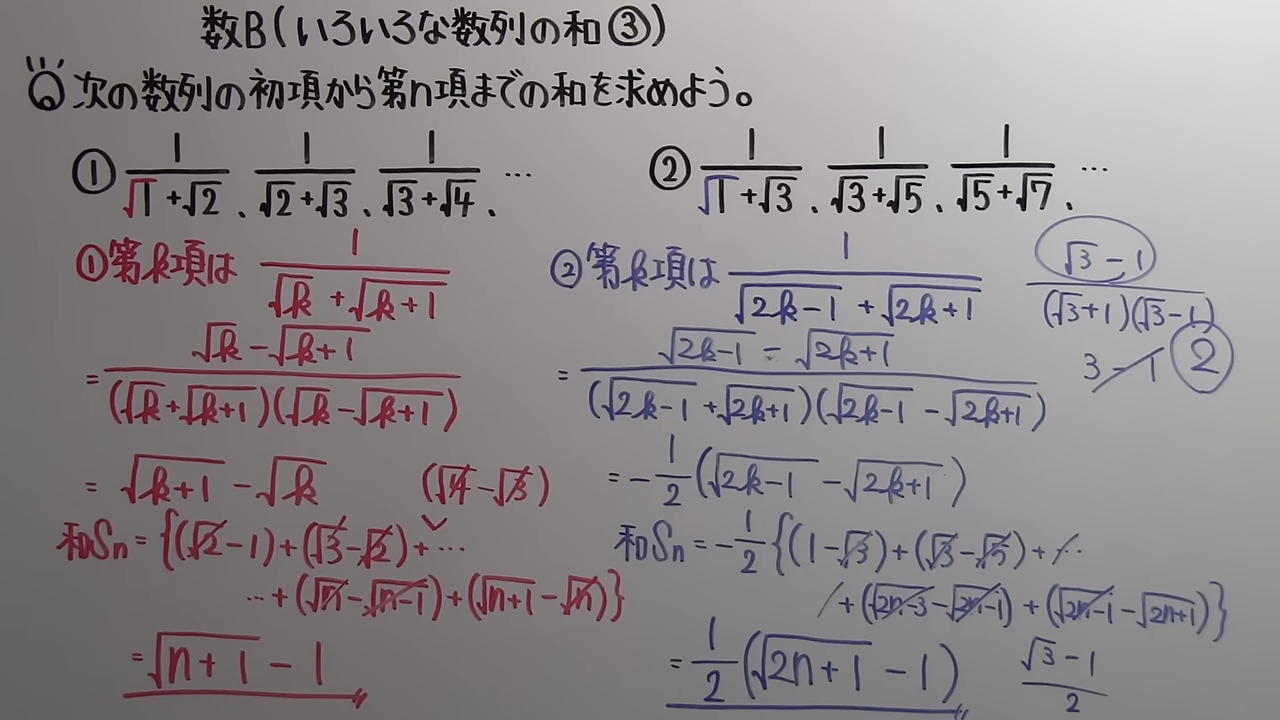 数B(いろいろな数列の和③)
Q 次の数列の初項から第n項までの和を求めよう。
① 1/(√1+√2)、1/(√2+√3)、1/(√3+√4)、…
② 1/(√1+√3)、1/(√3+√5)、1/(√5+√7)、…
①第k項は 1/(√k+√(k+1))
= (√k-√(k+1))/((√k+√(k+1))(√k-√(k+1)))
= √(k+1)-√k (√4-√3)
和Sn={(√2-1)+(√3-√2)+…
…+(√n-√(n-1))+(√(n+1)-√n)}
=√(n+1)-1
②第k項は 1/(√(2k-1)+√(2k+1))
= (√(2k-1)-√(2k+1))/((√(2k-1)+√(2k+1))(√(2k-1)-√(2k+1)))
=-1/2(√(2k-1)-√(2k+1))
和Sn=-1/2{(1-√3)+(√3-√5)+…
+(√(2n-3)-√(2n-1))+(√(2n-1)-√(2n+1))}
=1/2(√(2n+1)-1)
(√3-1)/((√3+1)(√3-1))
3-1 2
(√3-1)/2